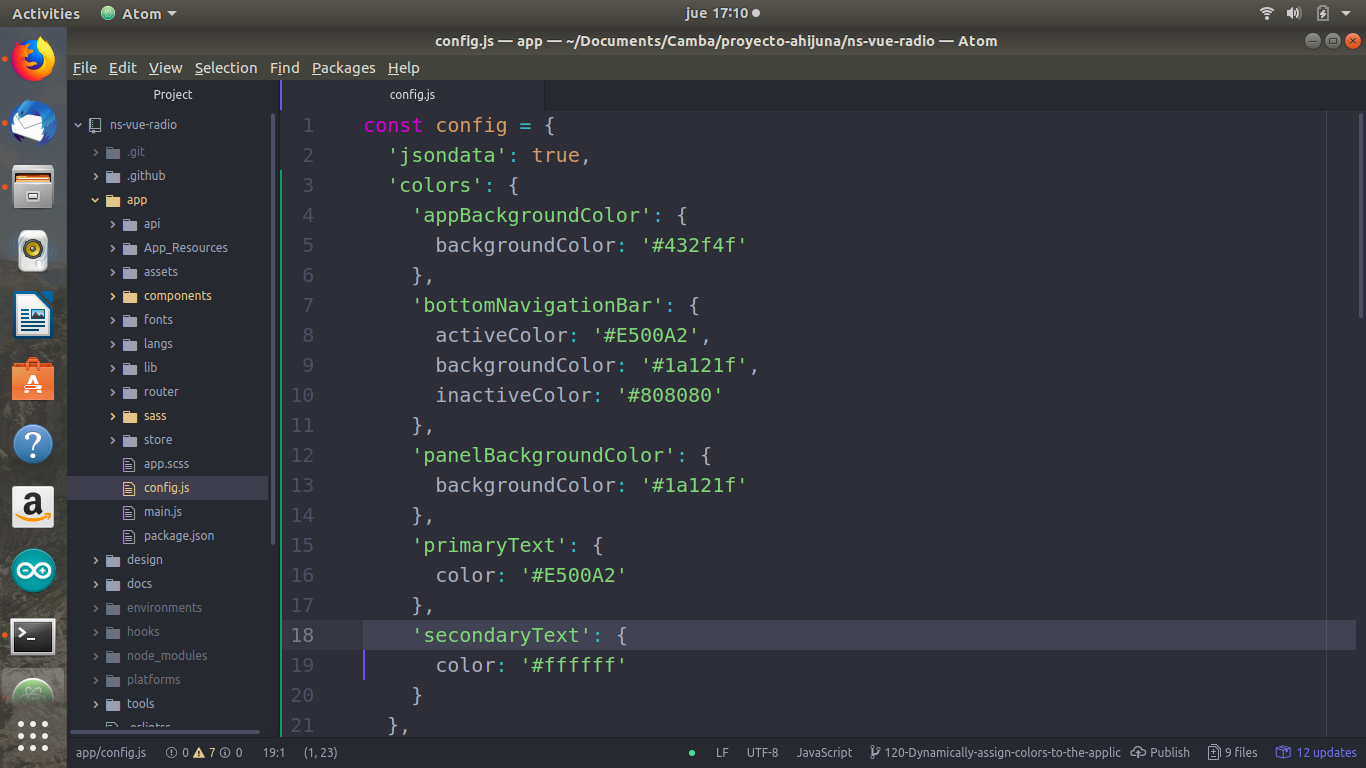 Activities Atom jue 17:10
config.js — app — ~/Documents/Camba/proyecto-ahijuna/ns-vue-radio — Atom
File Edit View Selection Find Packages Help
Project
ns-vue-radio
.git
.github
app
api
App_Resources
assets
components
fonts
langs
lib
router
sass
store
app.scss
config.js
main.js
package.json
design
docs
environments
hooks
node_modules
platforms
tools
.eslintrc
config.js
1 const config = {
2 'jsondata': true,
3 'colors': {
4 'appBackgroundColor': {
5 backgroundColor: '#432f4f'
6 },
7 'bottomNavigationBar': {
8 activeColor: '#E500A2',
9 backgroundColor: '#1a121f',
10 inactiveColor: '#808080'
11 },
12 'panelBackgroundColor': {
13 backgroundColor: '#1a121f'
14 },
15 'primaryText': {
16 color: '#E500A2'
17 },
18 'secondaryText': {
19 color: '#ffffff'
20 }
21 },
app/config.js 0 7 0 19:1 (1, 23) LF UTF-8 JavaScript 120-Dynamically-assign-colors-to-the-applic Publish 9 files 12 updates